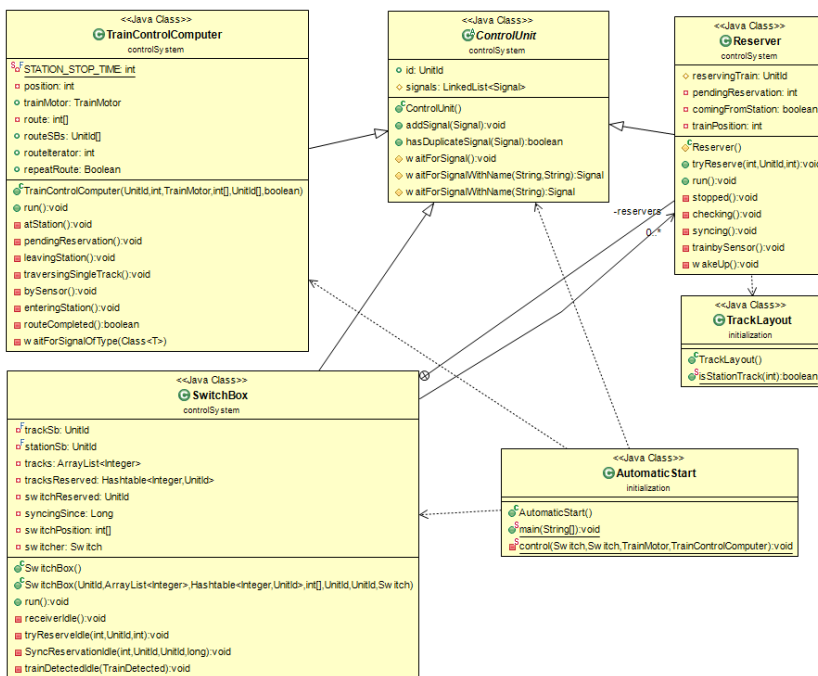 <<Java Class>>
TrainControlComputer
controlSystem
STATION_STOP_TIME: int
position: int
trainMotor: TrainMotor
route: int[]
routeSBs: UnitId[]
routeIterator: int
repeatRoute: Boolean
TrainControlComputer(UnitId,int,TrainMotor,int[],UnitId[],boolean)
run():void
atStation():void
pendingReservation():void
leavingStation():void
traversingSingleTrack():void
bySensor():void
enteringStation():void
routeCompleted():boolean
waitForSignalOfType(Class<T>)
<<Java Class>>
ControlUnit
controlSystem
id: UnitId
signals: LinkedList<Signal>
ControlUnit()
addSignal(Signal):void
hasDuplicateSignal(Signal):boolean
waitForSignal():void
waitForSignalWithName(String,String):Signal
waitForSignalWithName(String):Signal
<<Java Class>>
Reserver
controlSystem
reservingTrain: UnitId
pendingReservation: int
comingFromStation: boolean
trainPosition: int
Reserver()
tryReserve(int,UnitId,int):void
run():void
stopped():void
checking():void
syncing():void
trainbySensor():void
wakeUp():void
-reservers
0..*
<<Java Class>>
TrackLayout
initialization
TrackLayout()
isStationTrack(int):boolean
<<Java Class>>
SwitchBox
controlSystem
trackSb: UnitId
stationSb: UnitId
tracks: ArrayList<Integer>
tracksReserved: Hashtable<Integer,UnitId>
switchReserved: UnitId
syncingSince: Long
switchPosition: int[]
switcher: Switch
SwitchBox()
SwitchBox(UnitId,ArrayList<Integer>,Hashtable<Integer,UnitId>,int[],UnitId,UnitId,Switch)
run():void
receiverIdle():void
tryReserveIdle(int,UnitId,int):void
SyncReservationIdle(int,UnitId,UnitId,long):void
trainDetectedIdle(TrainDetected):void
<<Java Class>>
AutomaticStart
initialization
AutomaticStart()
main(String[]):void
control(Switch,Switch,TrainMotor,TrainControlComputer):void